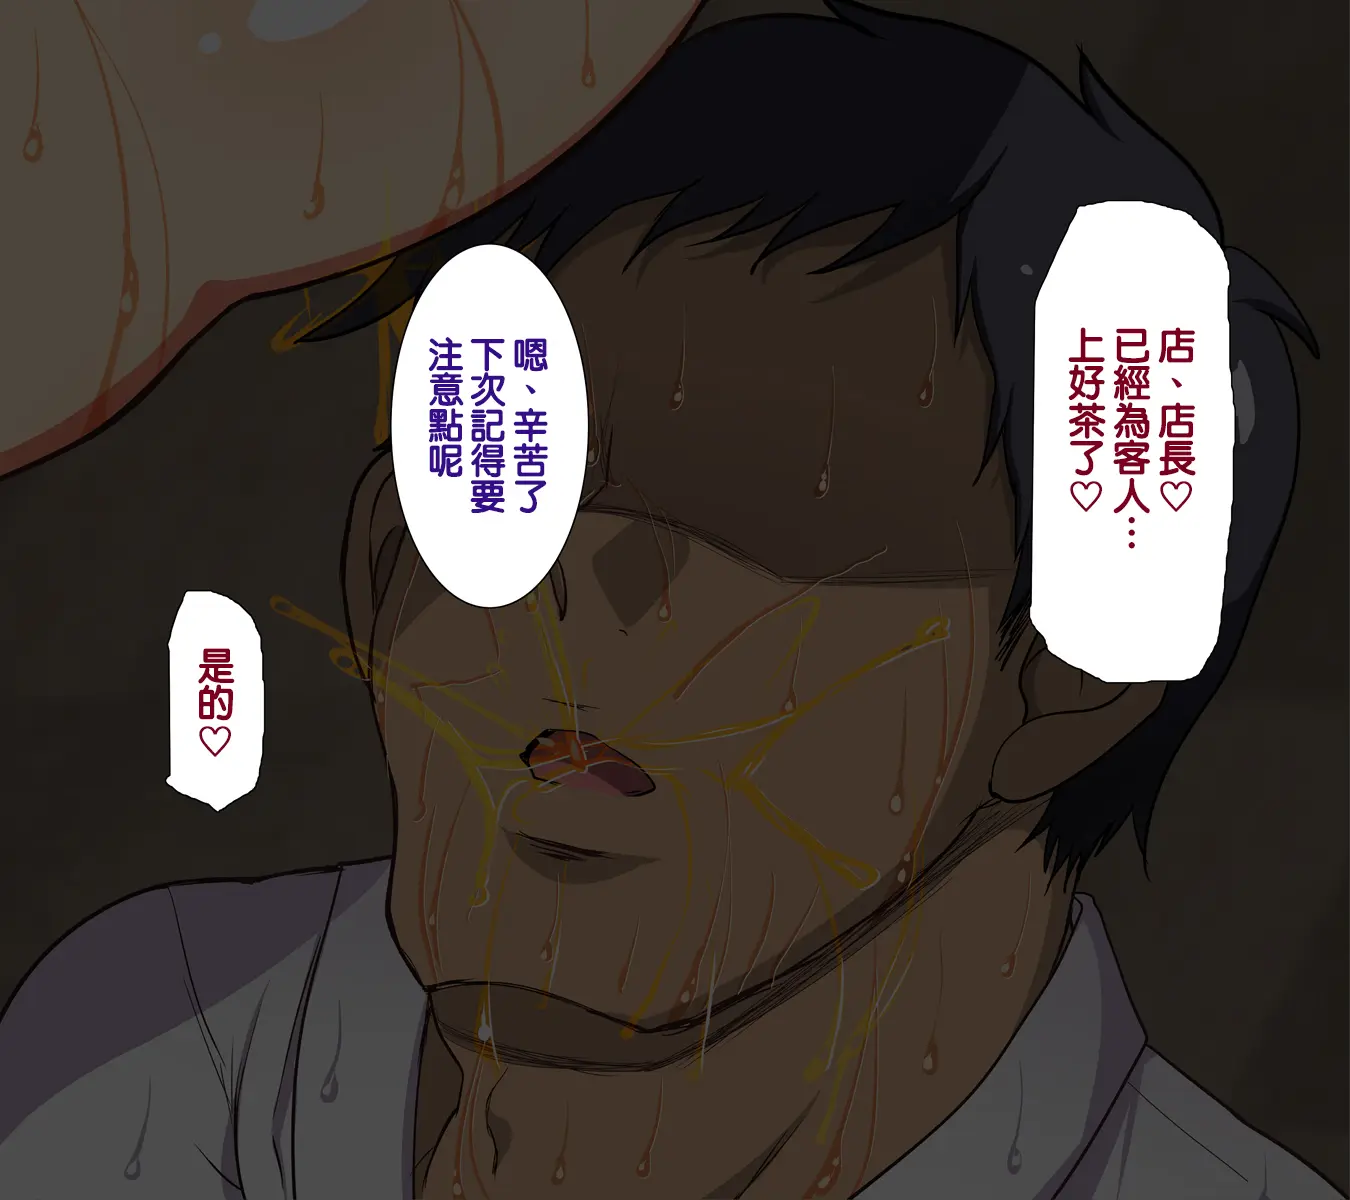 店、店長♡
已經為客人…
上好茶了♡
嗯、辛苦了
下次記得要
注意點呢
是的♡